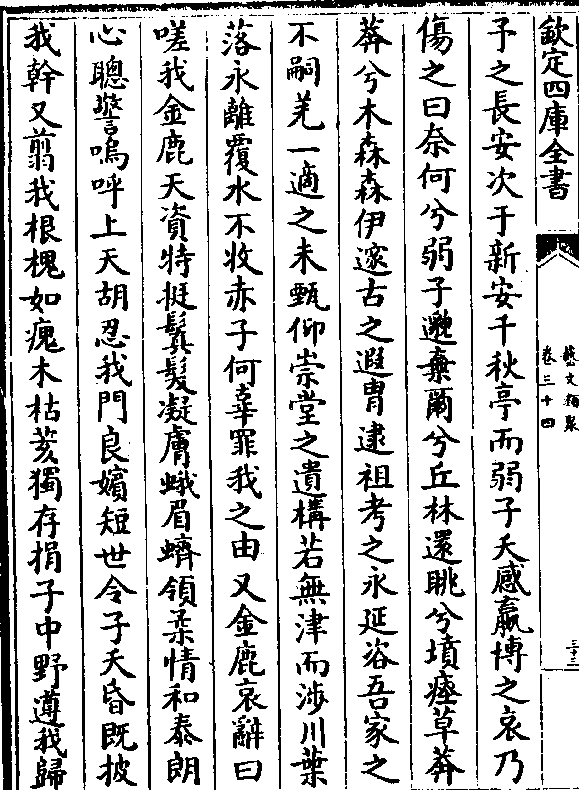 欽定四庫全書
藝文類聚
卷三十四
三十三
予之長安次于新安千秋亭而弱子夭感嬴博之哀乃
傷之曰奈何兮弱子邈棄爾兮丘林還眺兮墳瘞草莽
莽兮木森森伊邃古之遐胄逮祖考之永延咨吾家之
不嗣羌一適之未甄仰崇堂之遺構若無津而涉川葉
落永離覆水不收赤子何辜罪我之由又金鹿哀辭曰
嗟我金鹿天資特挺鬒髮凝膚蛾眉蠐領柔情和泰朗
心聰警嗚呼上天胡忍我門良嬪短世令子夭昏既披
我幹又翦我根槐如瘣木枯荄獨存捐子中野遵我歸